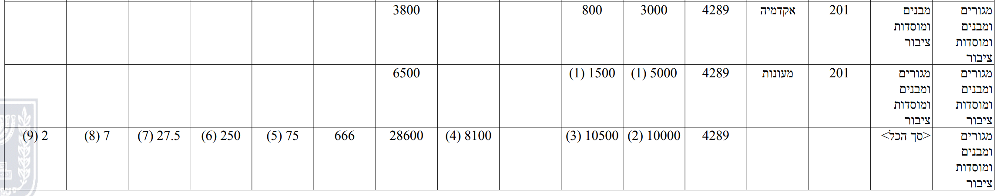 מגורים ומבנים ומוסדות ציבור | מבנים ומוסדות ציבור | 201 | אקדמיה | 4289 | 3000 | 800 | | | 3800 | | | | | |
מגורים ומבנים ומוסדות ציבור | מגורים ומבנים ומוסדות ציבור | 201 | מעונות | 4289 | 5000 (1) | 1500 (1) | | | 6500 | | | | | |
מגורים ומבנים ומוסדות ציבור | <סך הכל> | | | 4289 | 10000 (2) | 10500 (3) | | 8100 (4) | 28600 | 666 | 75 (5) | 250 (6) | 27.5 (7) | 7 (8) | 2 (9)